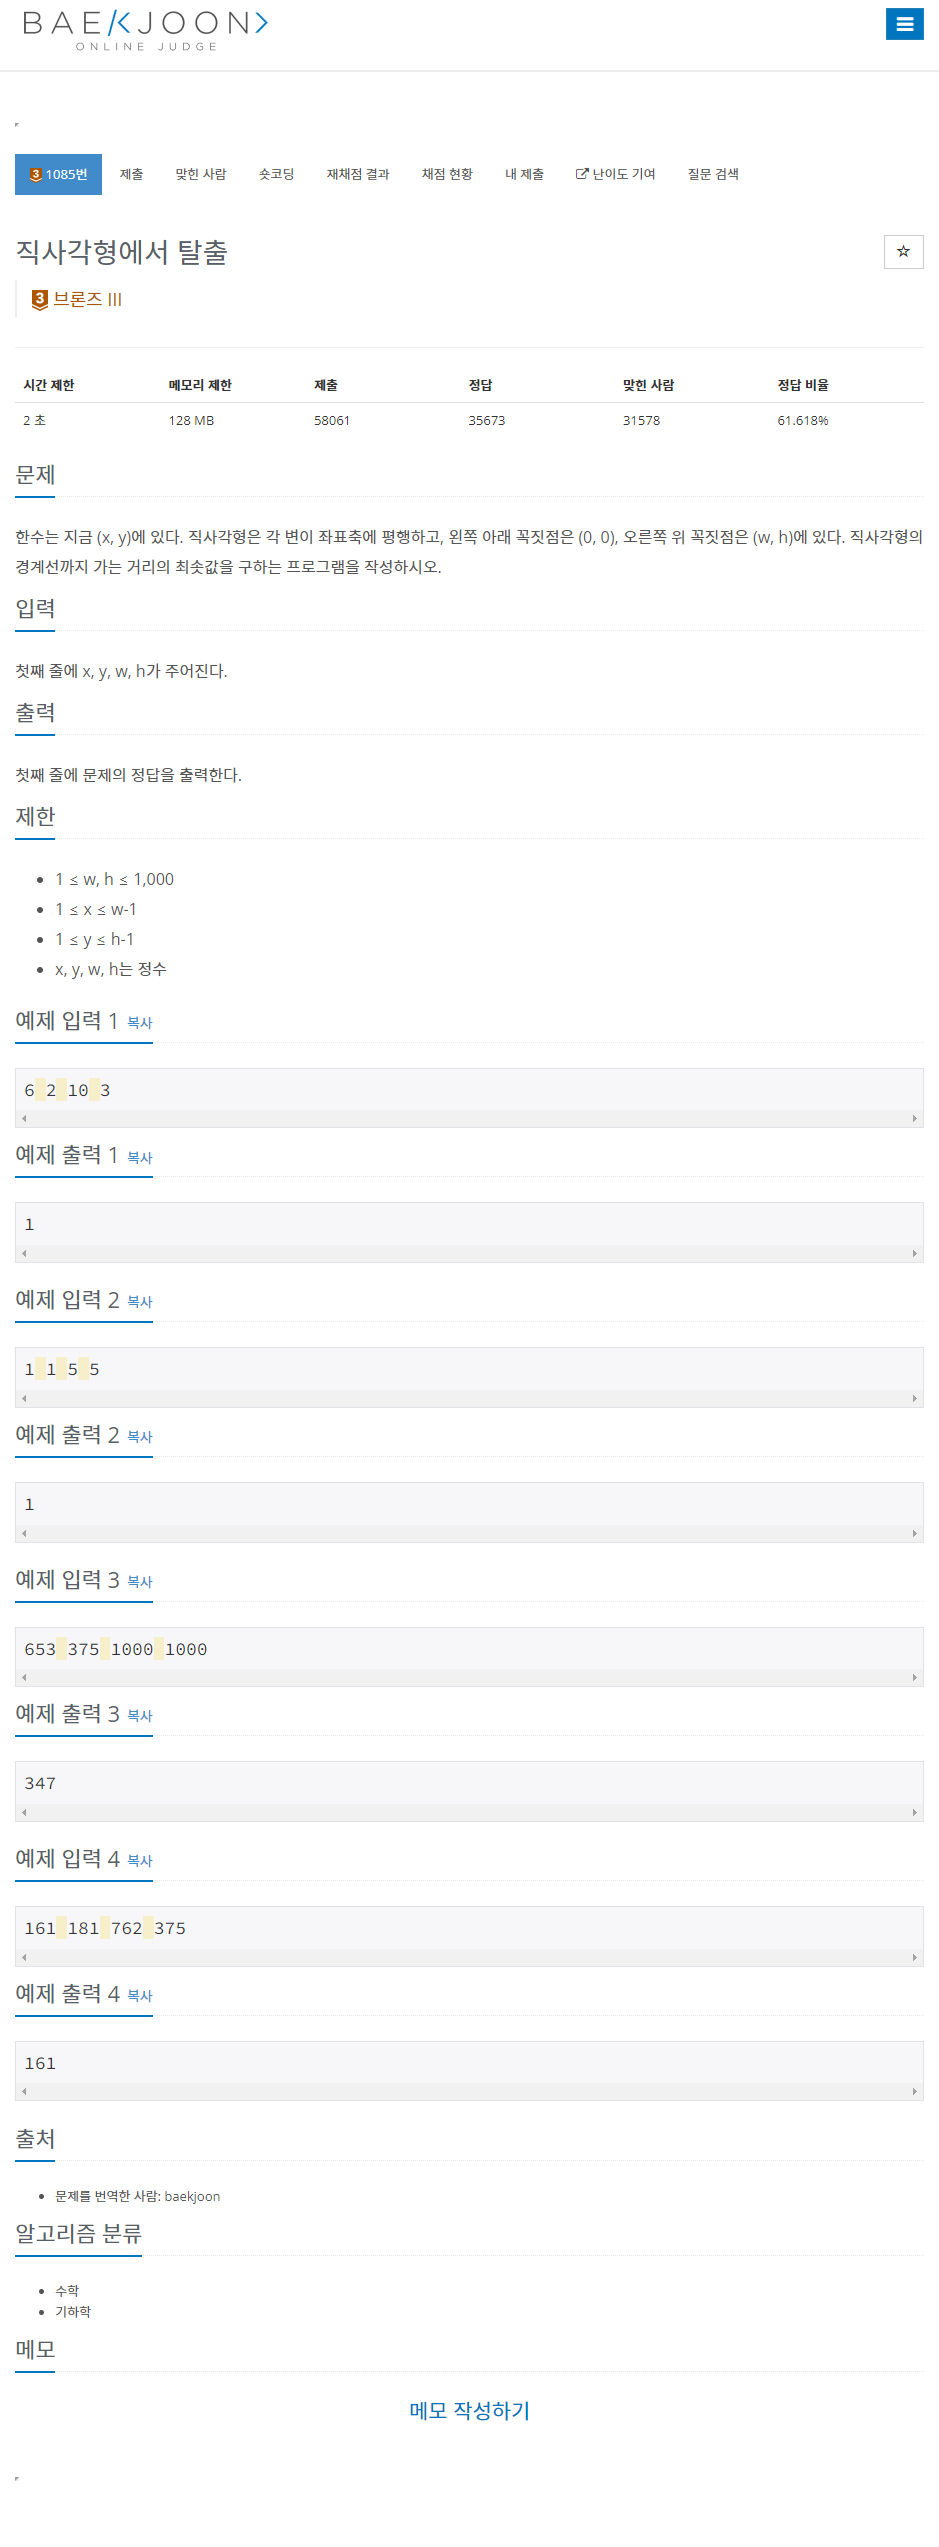 BAEKJOON
ONLINE JUDGE
3 1085번 제출 맞힌 사람 숏코딩 재채점 결과 채점 현황 내 제출 난이도 기여 질문 검색
직사각형에서 탈출
3 브론즈 III
시간 제한 메모리 제한 제출 정답 맞힌 사람 정답 비율
2 초 128 MB 58061 35673 31578 61.618%
문제
한수는 지금 (x, y)에 있다. 직사각형은 각 변이 좌표축에 평행하고, 왼쪽 아래 꼭짓점은 (0, 0), 오른쪽 위 꼭짓점은 (w, h)에 있다. 직사각형의
경계선까지 가는 거리의 최솟값을 구하는 프로그램을 작성하시오.
입력
첫째 줄에 x, y, w, h가 주어진다.
출력
첫째 줄에 문제의 정답을 출력한다.
제한
1 ≤ w, h ≤ 1,000
1 ≤ x ≤ w-1
1 ≤ y ≤ h-1
x, y, w, h는 정수
예제 입력 1 복사
6 2 10 3
예제 출력 1 복사
1
예제 입력 2 복사
1 1 5 5
예제 출력 2 복사
1
예제 입력 3 복사
653 375 1000 1000
예제 출력 3 복사
347
예제 입력 4 복사
161 181 762 375
예제 출력 4 복사
161
출처
문제를 번역한 사람: baekjoon
알고리즘 분류
수학
기하학
메모
메모 작성하기